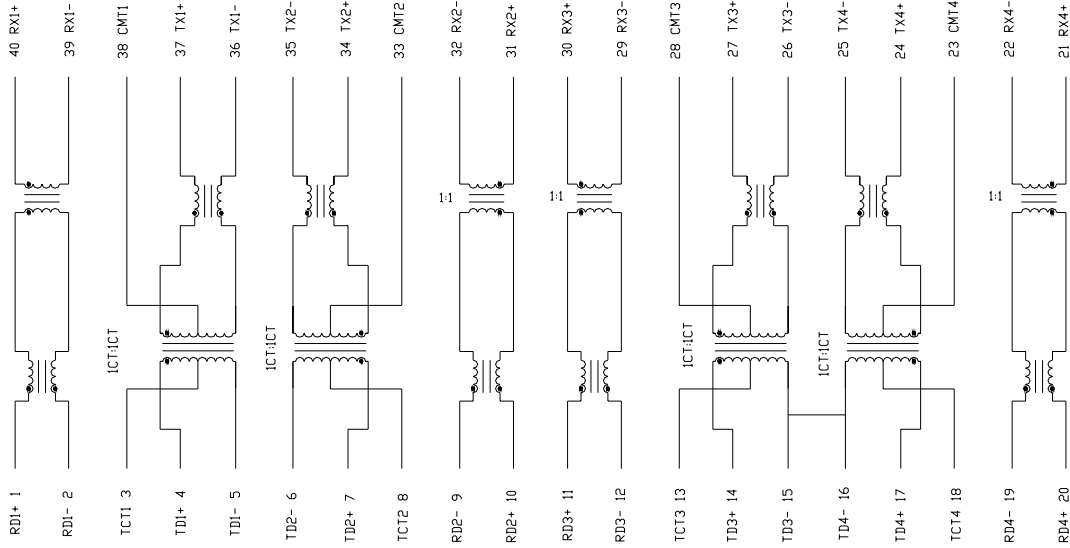 40 RX1+
39 RX1-
38 CMT1
37 TX1+
36 TX1-
35 TX2-
34 TX2+
33 CMT2
32 RX2-
31 RX2+
30 RX3+
29 RX3-
28 CMT3
27 TX3+
26 TX3-
25 TX4-
24 TX4+
23 CMT4
22 RX4-
21 RX4+
1:1
1:1
1:1
1CT:1CT
1CT:1CT
1CT:1CT
1CT:1CT
RD1+ 1
RD1- 2
TCT1 3
TD1+ 4
TD1- 5
TD2- 6
TD2+ 7
TCT2 8
RD2- 9
RD2+ 10
RD3+ 11
RD3- 12
TCT3 13
TD3+ 14
TD3- 15
TD4- 16
TD4+ 17
TCT4 18
RD4- 19
RD4+ 20